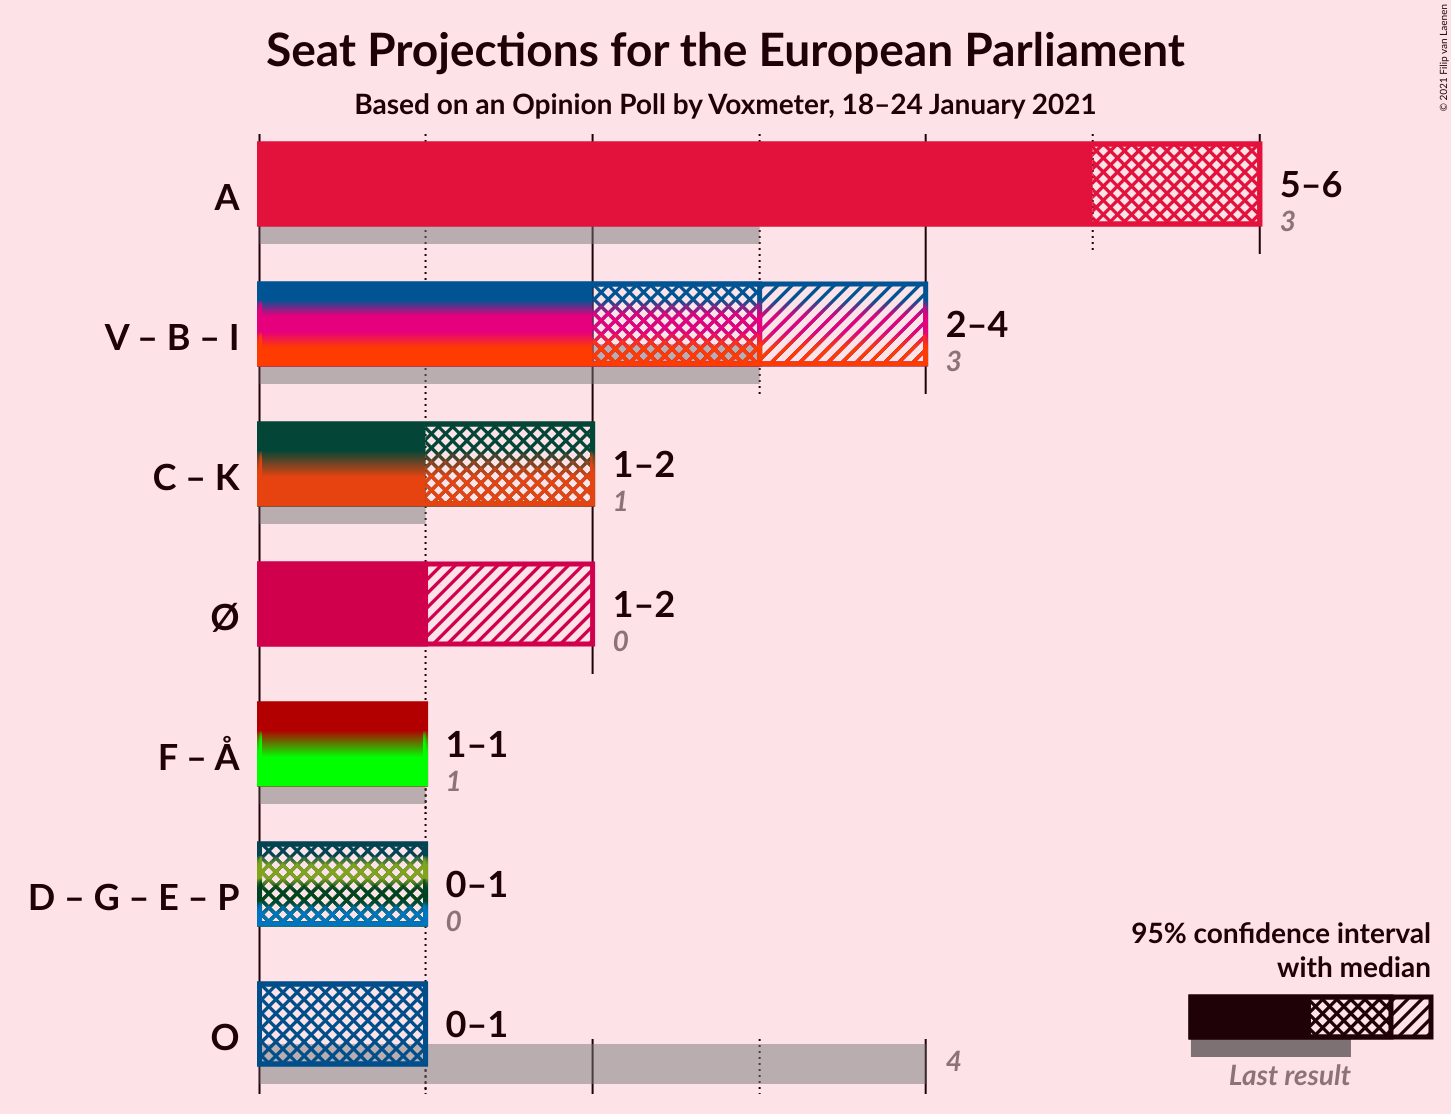 Seat Projections for the European Parliament
Based on an Opinion Poll by Voxmeter, 18–24 January 2021
© 2021 Filip van Laenen
A
5–6
3
V – B – I
2–4
3
C – K
1–2
1
Ø
1–2
0
F – Å
1–1
1
D – G – E – P
0–1
0
O
0–1
4
95% confidence interval
with median
Last result